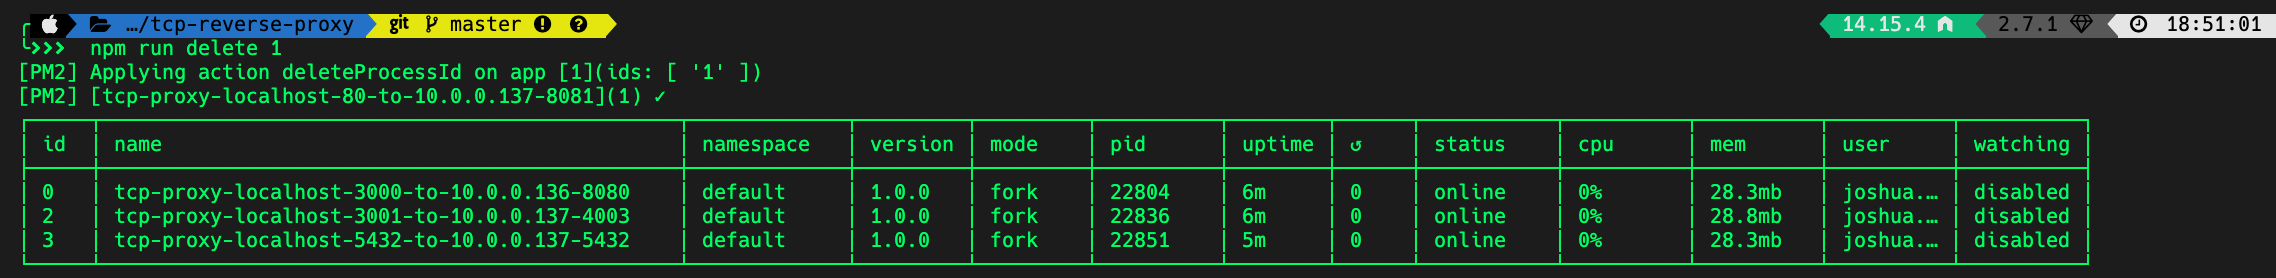 …/tcp-reverse-proxy git master 14.15.4 2.7.1 18:51:01
❯❯❯ npm run delete 1
[PM2] Applying action deleteProcessId on app [1](ids: [ '1' ])
[PM2] [tcp-proxy-localhost-80-to-10.0.0.137-8081](1) ✓
id name namespace version mode pid uptime ↺ status cpu mem user watching
0 tcp-proxy-localhost-3000-to-10.0.0.136-8080 default 1.0.0 fork 22804 6m 0 online 0% 28.3mb joshua.… disabled
2 tcp-proxy-localhost-3001-to-10.0.0.137-4003 default 1.0.0 fork 22836 6m 0 online 0% 28.8mb joshua.… disabled
3 tcp-proxy-localhost-5432-to-10.0.0.137-5432 default 1.0.0 fork 22851 5m 0 online 0% 28.3mb joshua.… disabled